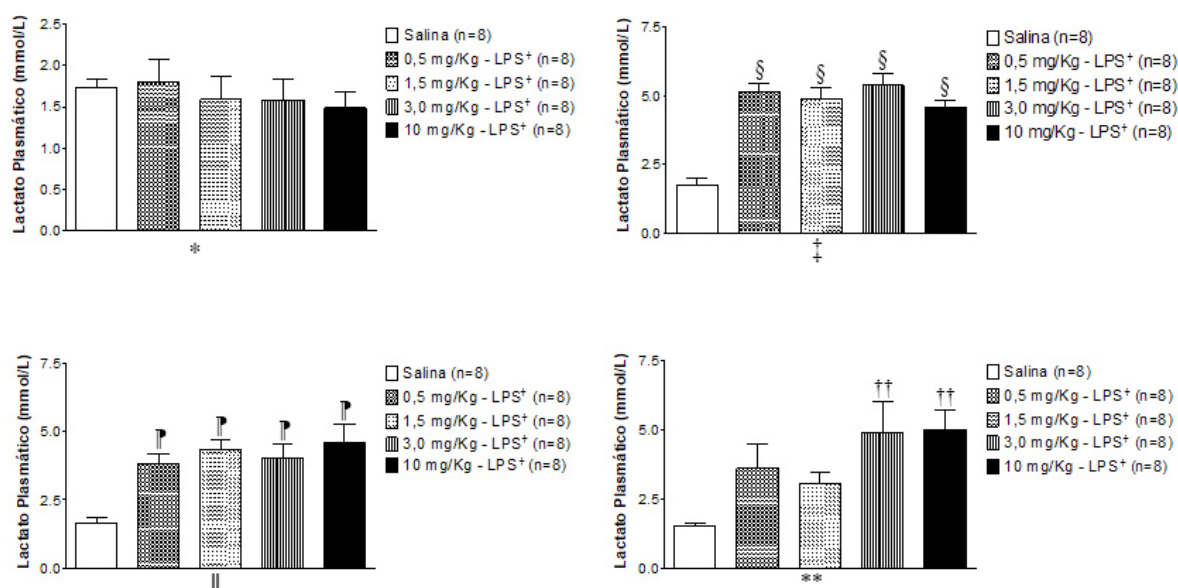 Lactato Plasmático (mmol/L)
2.5
2.0
1.5
1.0
0.5
0.0
*
Salina (n=8)
0,5 mg/Kg - LPS† (n=8)
1,5 mg/Kg - LPS† (n=8)
3,0 mg/Kg - LPS† (n=8)
10 mg/Kg - LPS† (n=8)
Lactato Plasmático (mmol/L)
7.5
5.0
2.5
0.0
§ § § §
‡
Salina (n=8)
0,5 mg/Kg - LPS† (n=8)
1,5 mg/Kg - LPS† (n=8)
3,0 mg/Kg - LPS† (n=8)
10 mg/Kg - LPS† (n=8)
Lactato Plasmático (mmol/L)
7.5
5.0
2.5
0.0
¶ ¶ ¶ ¶
||
Salina (n=8)
0,5 mg/Kg - LPS† (n=8)
1,5 mg/Kg - LPS† (n=8)
3,0 mg/Kg - LPS† (n=8)
10 mg/Kg - LPS† (n=8)
Lactato Plasmático (mmol/L)
7.5
5.0
2.5
0.0
†† ††
**
Salina (n=8)
0,5 mg/Kg - LPS† (n=8)
1,5 mg/Kg - LPS† (n=8)
3,0 mg/Kg - LPS† (n=8)
10 mg/Kg - LPS† (n=8)